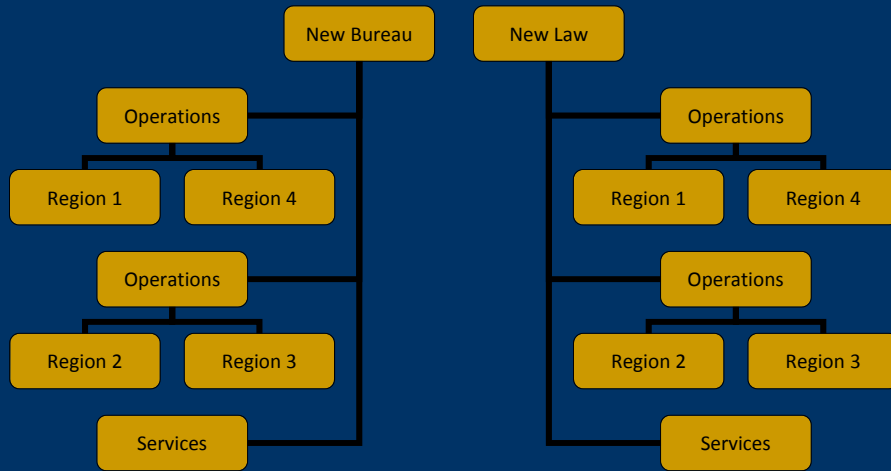 New Bureau
New Law
Operations
Operations
Region 1
Region 4
Region 1
Region 4
Operations
Operations
Region 2
Region 3
Region 2
Region 3
Services
Services